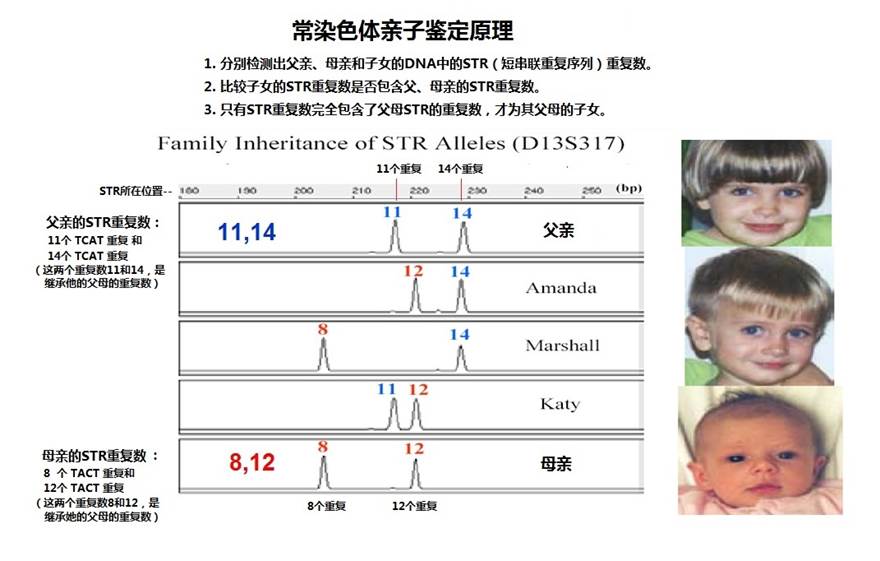 常染色体亲子鉴定原理
1. 分别检测出父亲、母亲和子女的DNA中的STR（短串联重复序列）重复数。
2. 比较子女的STR重复数是否包含父、母亲的STR重复数。
3. 只有STR重复数完全包含了父母STR的重复数，才为其父母的子女。
Family Inheritance of STR Alleles (D13S317)
11个重复 14个重复
STR所在位置-- 180 190 200 210 220 230 240 250 (bp)
父亲的STR重复数：
11个 TCAT 重复 和
14个 TCAT 重复
（这两个重复数11和14，是
继承他的父母的重复数）
11,14
11 14
父亲
12 14
Amanda
8 14
Marshall
11 12
Katy
母亲的STR重复数：
8 个 TACT 重复和
12个 TACT 重复
（这两个重复数8和12，是
继承她的父母的重复数）
8,12
8 12
母亲
8个重复 12个重复